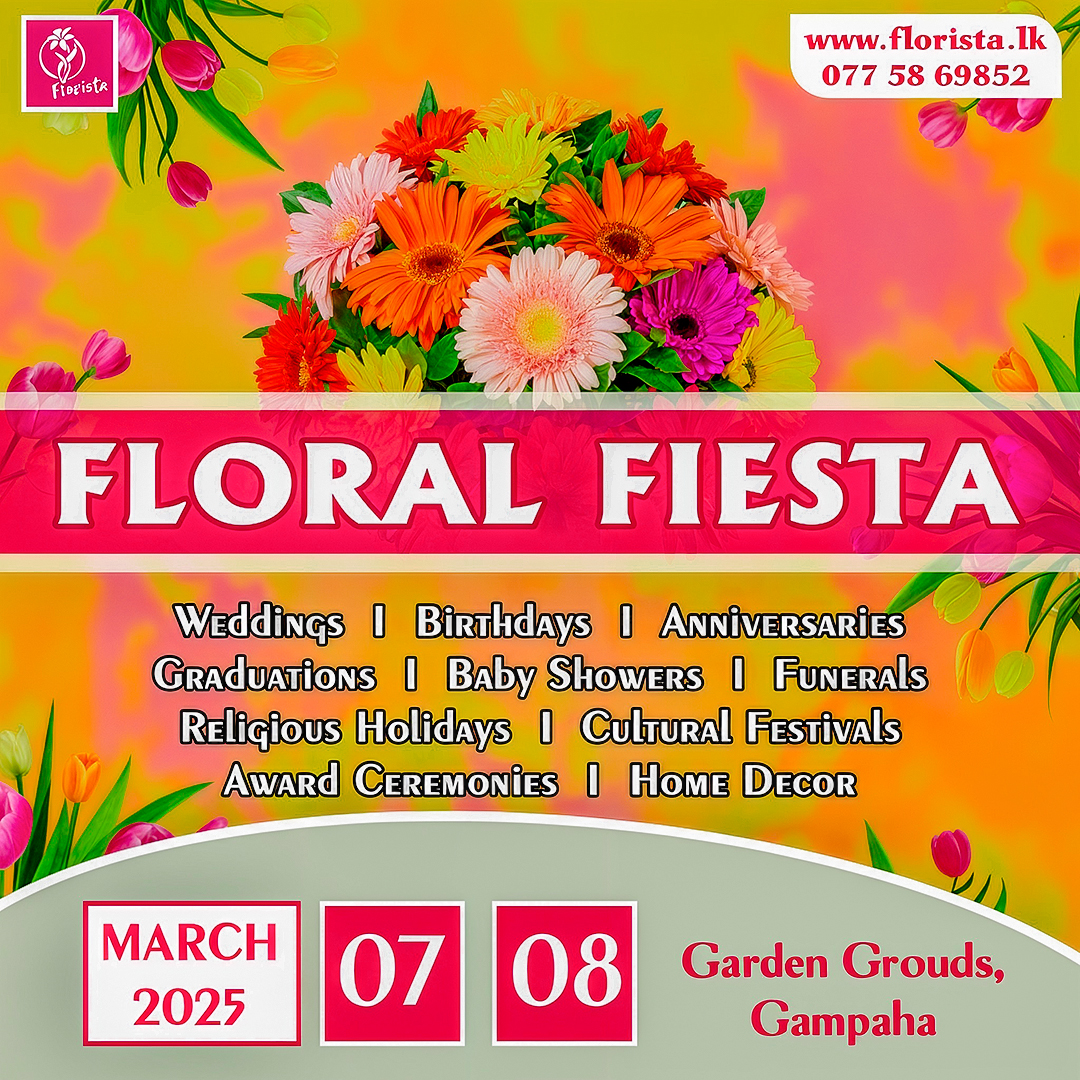 Florista
www.florista.lk
077 58 69852
FLORAL FIESTA
Weddings I Birthdays I Anniversaries
Graduations I Baby Showers I Funerals
Religious Holidays I Cultural Festivals
Award Ceremonies I Home Decor
MARCH
2025
07
08
Garden Grouds,
Gampaha